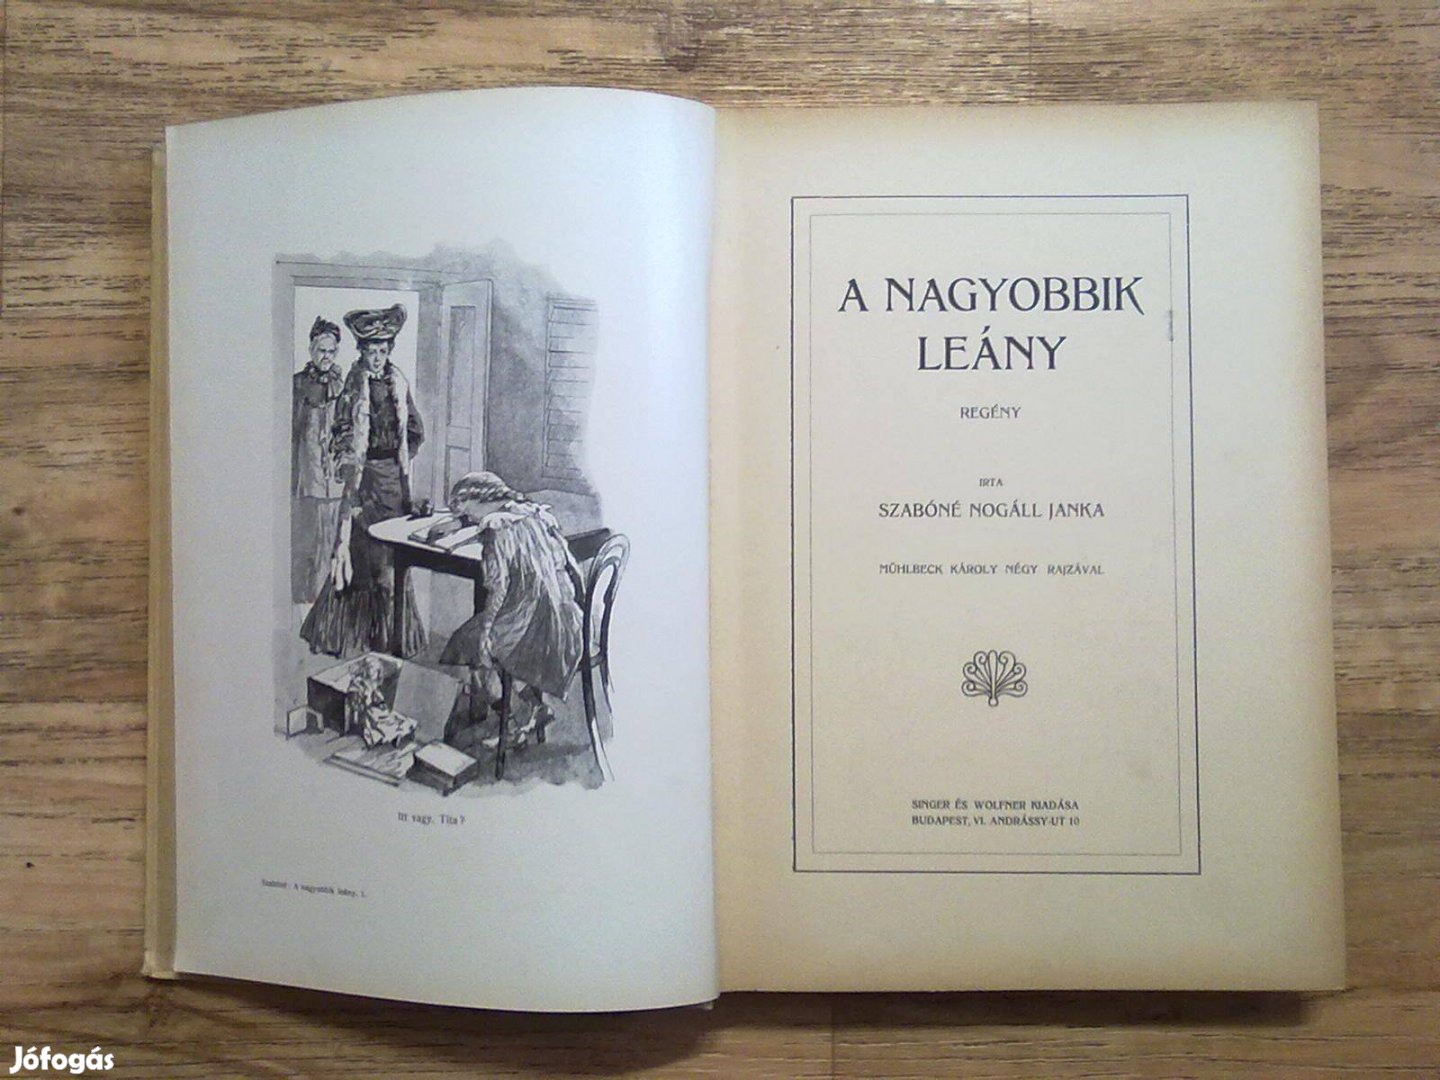 Itt vagy, Tita?
Szabóné: A nagyobbik leány. 1.
A NAGYOBBIK
LEÁNY
REGÉNY
IRTA
SZABÓNÉ NOGÁLL JANKA
MÜHLBECK KÁROLY NÉGY RAJZÁVAL
SINGER ÉS WOLFNER KIADÁSA
BUDAPEST, VI. ANDRÁSSY-UT 10
Jófogás